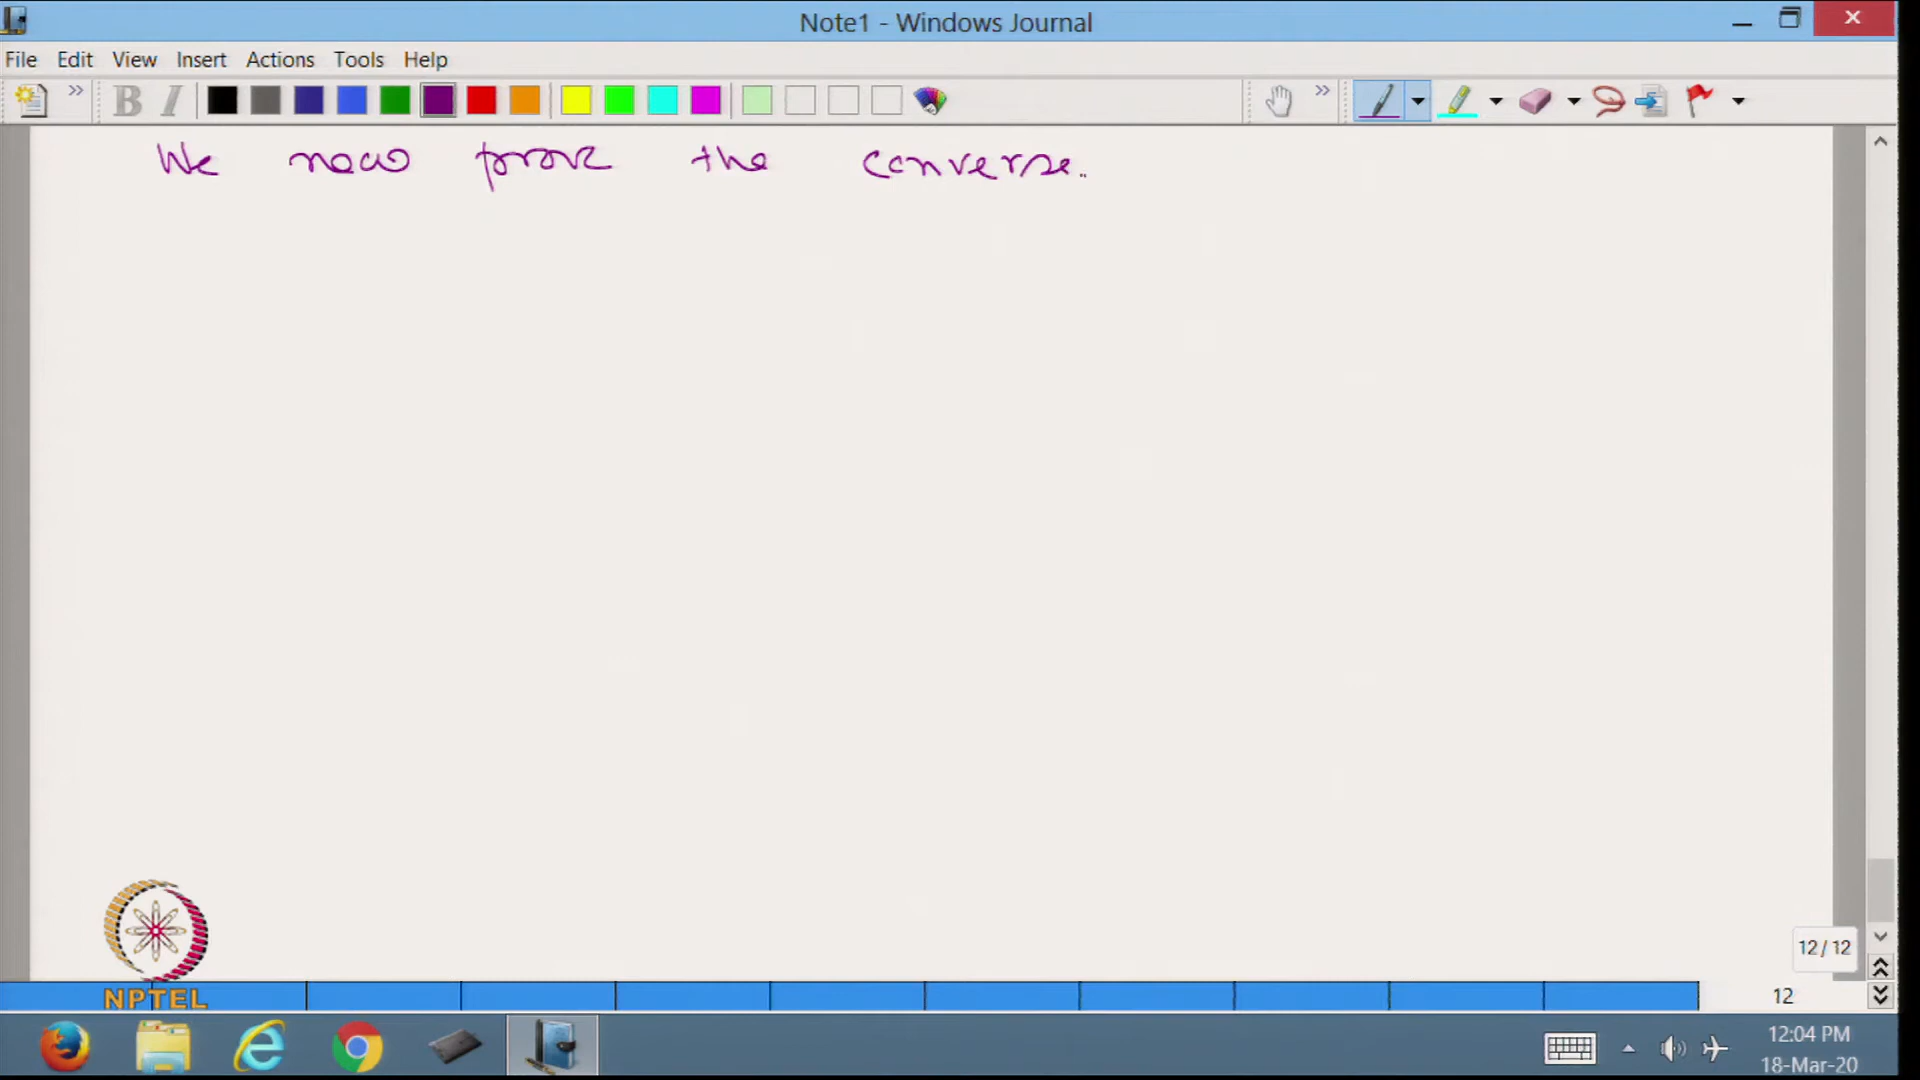 Note1 - Windows Journal
File Edit View Insert Actions Tools Help
B I
We now prove the converse.
12 / 12
NPTEL
12
12:04 PM
18-Mar-20